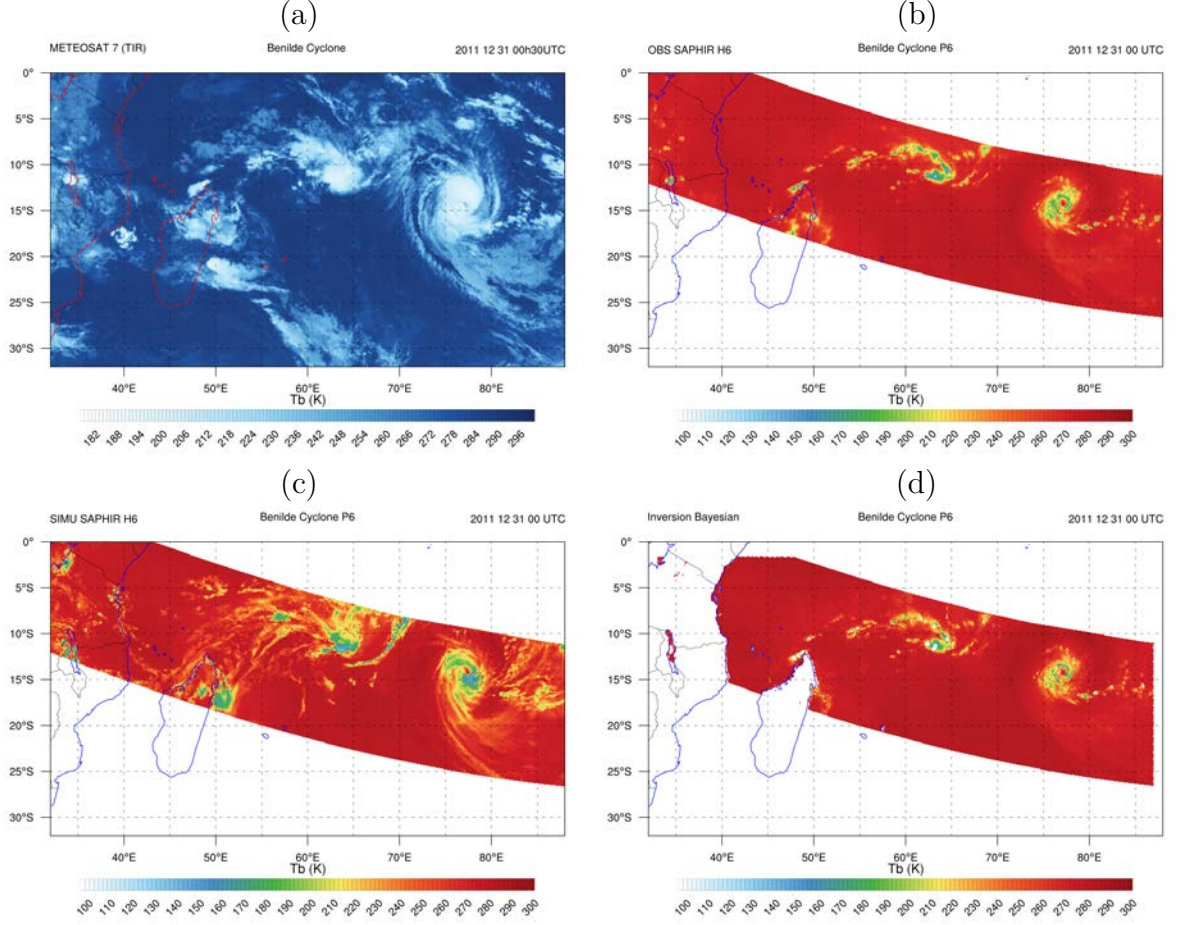 (a)
METEOSAT 7 (TIR) Benilde Cyclone 2011 12 31 00h30UTC
0°
5°S
10°S
15°S
20°S
25°S
30°S
40°E 50°E 60°E 70°E 80°E
Tb (K)
182 188 194 200 206 212 218 224 230 236 242 248 254 260 266 272 278 284 290 296
(b)
OBS SAPHIR H6 Benilde Cyclone P6 2011 12 31 00 UTC
0°
5°S
10°S
15°S
20°S
25°S
30°S
40°E 50°E 60°E 70°E 80°E
Tb (K)
100 110 120 130 140 150 160 170 180 190 200 210 220 230 240 250 260 270 280 290 300
(c)
SIMU SAPHIR H6 Benilde Cyclone P6 2011 12 31 00 UTC
0°
5°S
10°S
15°S
20°S
25°S
30°S
40°E 50°E 60°E 70°E 80°E
Tb (K)
100 110 120 130 140 150 160 170 180 190 200 210 220 230 240 250 260 270 280 290 300
(d)
Inversion Bayesian Benilde Cyclone P6 2011 12 31 00 UTC
0°
5°S
10°S
15°S
20°S
25°S
30°S
40°E 50°E 60°E 70°E 80°E
Tb (K)
100 110 120 130 140 150 160 170 180 190 200 210 220 230 240 250 260 270 280 290 300